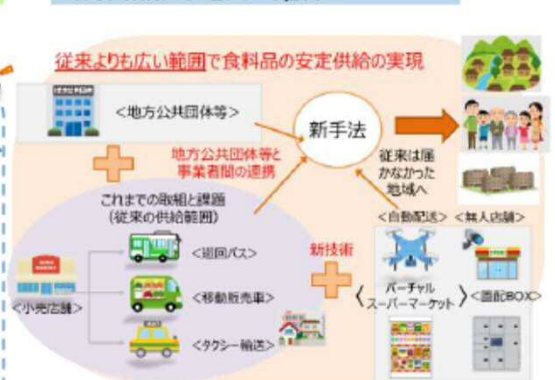 従来よりも広い範囲で食料品の安定供給の実現
<地方公共団体等>
新手法
地方公共団体等と
事業者間の連携
従来は届
かなかった
地域へ
これまでの取組と課題
(従来の供給範囲)
<自動配送>
<無人店舗>
<巡回バス>
新技術
<小売店舗>
<移動販売車>
バーチャル
スーパーマーケット
<宅配BOX>
<タクシー輸送>